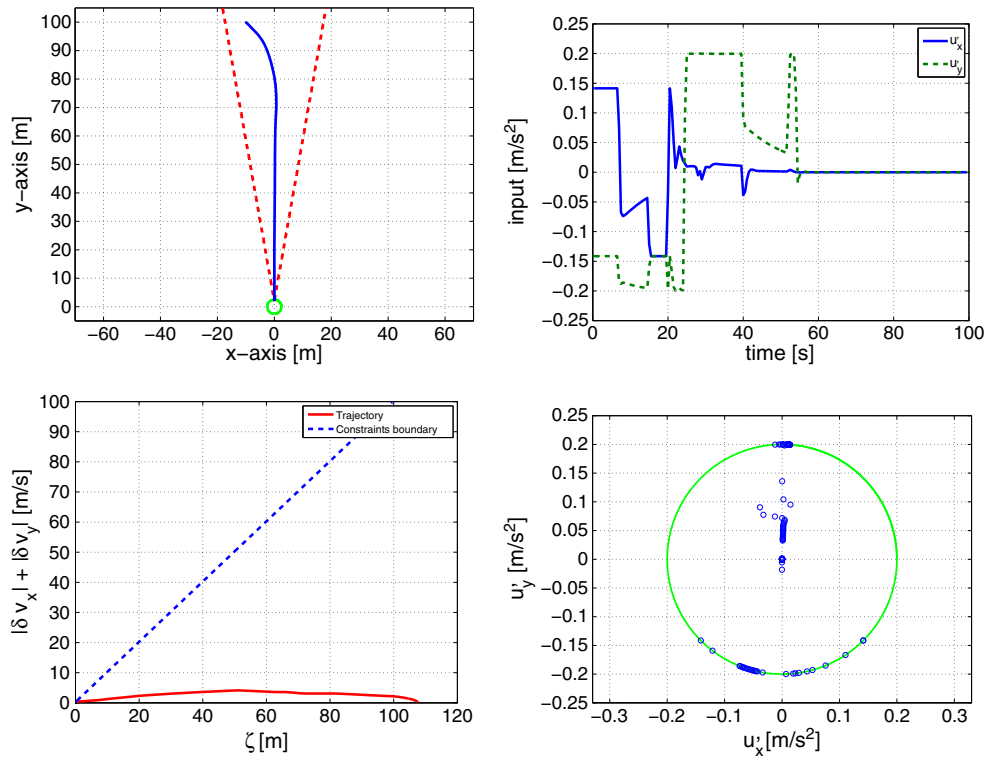 100
90
80
70
60
50
40
30
20
10
0
y−axis [m]
−60 −40 −20 0 20 40 60
x−axis [m]
0.25
0.2
0.15
0.1
0.05
0
−0.05
−0.1
−0.15
−0.2
−0.25
input [m/s²]
u'x
u'y
0 20 40 60 80 100
time [s]
100
90
80
70
60
50
40
30
20
10
0
|δ vx| + |δ vy| [m/s]
Trajectory
Constraints boundary
0 20 40 60 80 100 120
ζ [m]
0.25
0.2
0.15
0.1
0.05
0
−0.05
−0.1
−0.15
−0.2
−0.25
u'y [m/s²]
−0.3 −0.2 −0.1 0 0.1 0.2 0.3
u'x[m/s²]